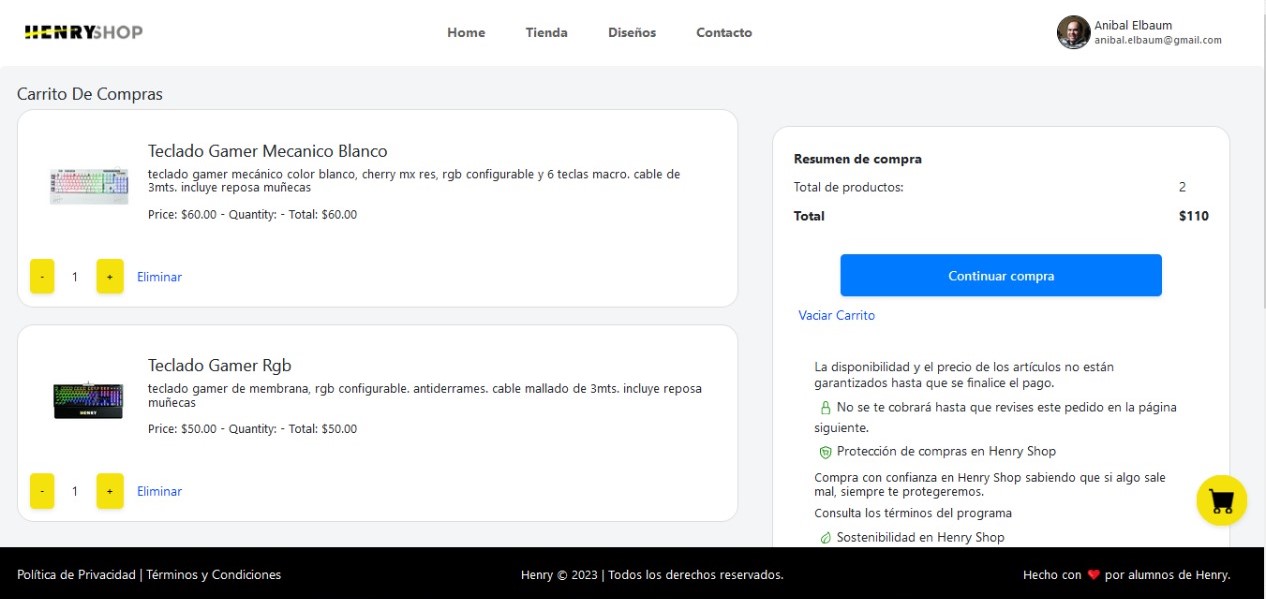 HENRYSHOP
Home
Tienda
Diseños
Contacto
Anibal Elbaum
anibal.elbaum@gmail.com
Carrito De Compras
Teclado Gamer Mecanico Blanco
teclado gamer mecánico color blanco, cherry mx res, rgb configurable y 6 teclas macro. cable de
3mts. incluye reposa muñecas
Price: $60.00 - Quantity: - Total: $60.00
- 1 + Eliminar
Teclado Gamer Rgb
teclado gamer de membrana, rgb configurable. antiderrames. cable mallado de 3mts. incluye reposa
muñecas
HENRY
Price: $50.00 - Quantity: - Total: $50.00
- 1 + Eliminar
Resumen de compra
Total de productos: 2
Total $110
Continuar compra
Vaciar Carrito
La disponibilidad y el precio de los artículos no están
garantizados hasta que se finalice el pago.
No se te cobrará hasta que revises este pedido en la página
siguiente.
Protección de compras en Henry Shop
Compra con confianza en Henry Shop sabiendo que si algo sale
mal, siempre te protegeremos.
Consulta los términos del programa
Sostenibilidad en Henry Shop
Política de Privacidad | Términos y Condiciones
Henry © 2023 | Todos los derechos reservados.
Hecho con ❤️ por alumnos de Henry.